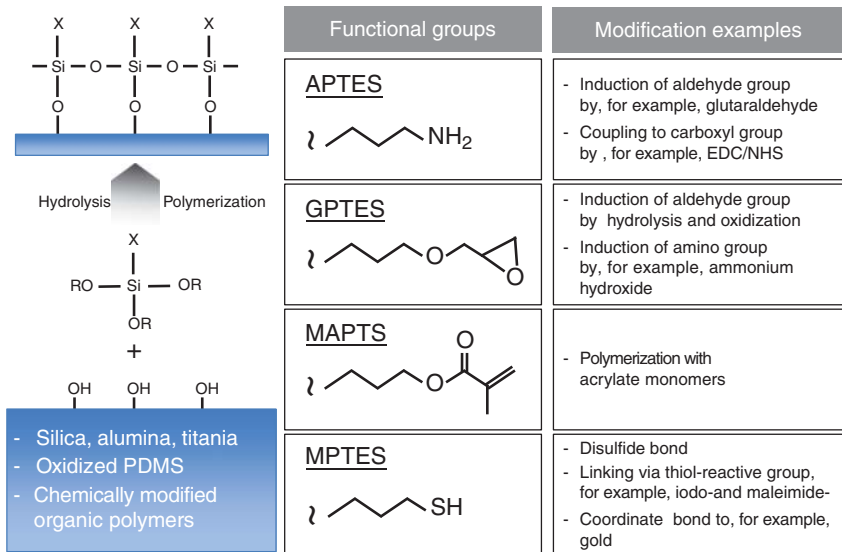 X X X
Si O Si O Si
O O O
Hydrolysis Polymerization
X
RO Si OR
OR
+
OH OH OH
- Silica, alumina, titania
- Oxidized PDMS
- Chemically modified
organic polymers
Functional groups
Modification examples
APTES
NH2
- Induction of aldehyde group
by, for example, glutaraldehyde
- Coupling to carboxyl group
by , for example, EDC/NHS
GPTES
O
O
- Induction of aldehyde group
by hydrolysis and oxidization
- Induction of amino group
by, for example, ammonium
hydroxide
MAPTS
O
O
- Polymerization with
acrylate monomers
MPTES
SH
- Disulfide bond
- Linking via thiol-reactive group,
for example, iodo-and maleimide-
- Coordinate bond to, for example,
gold